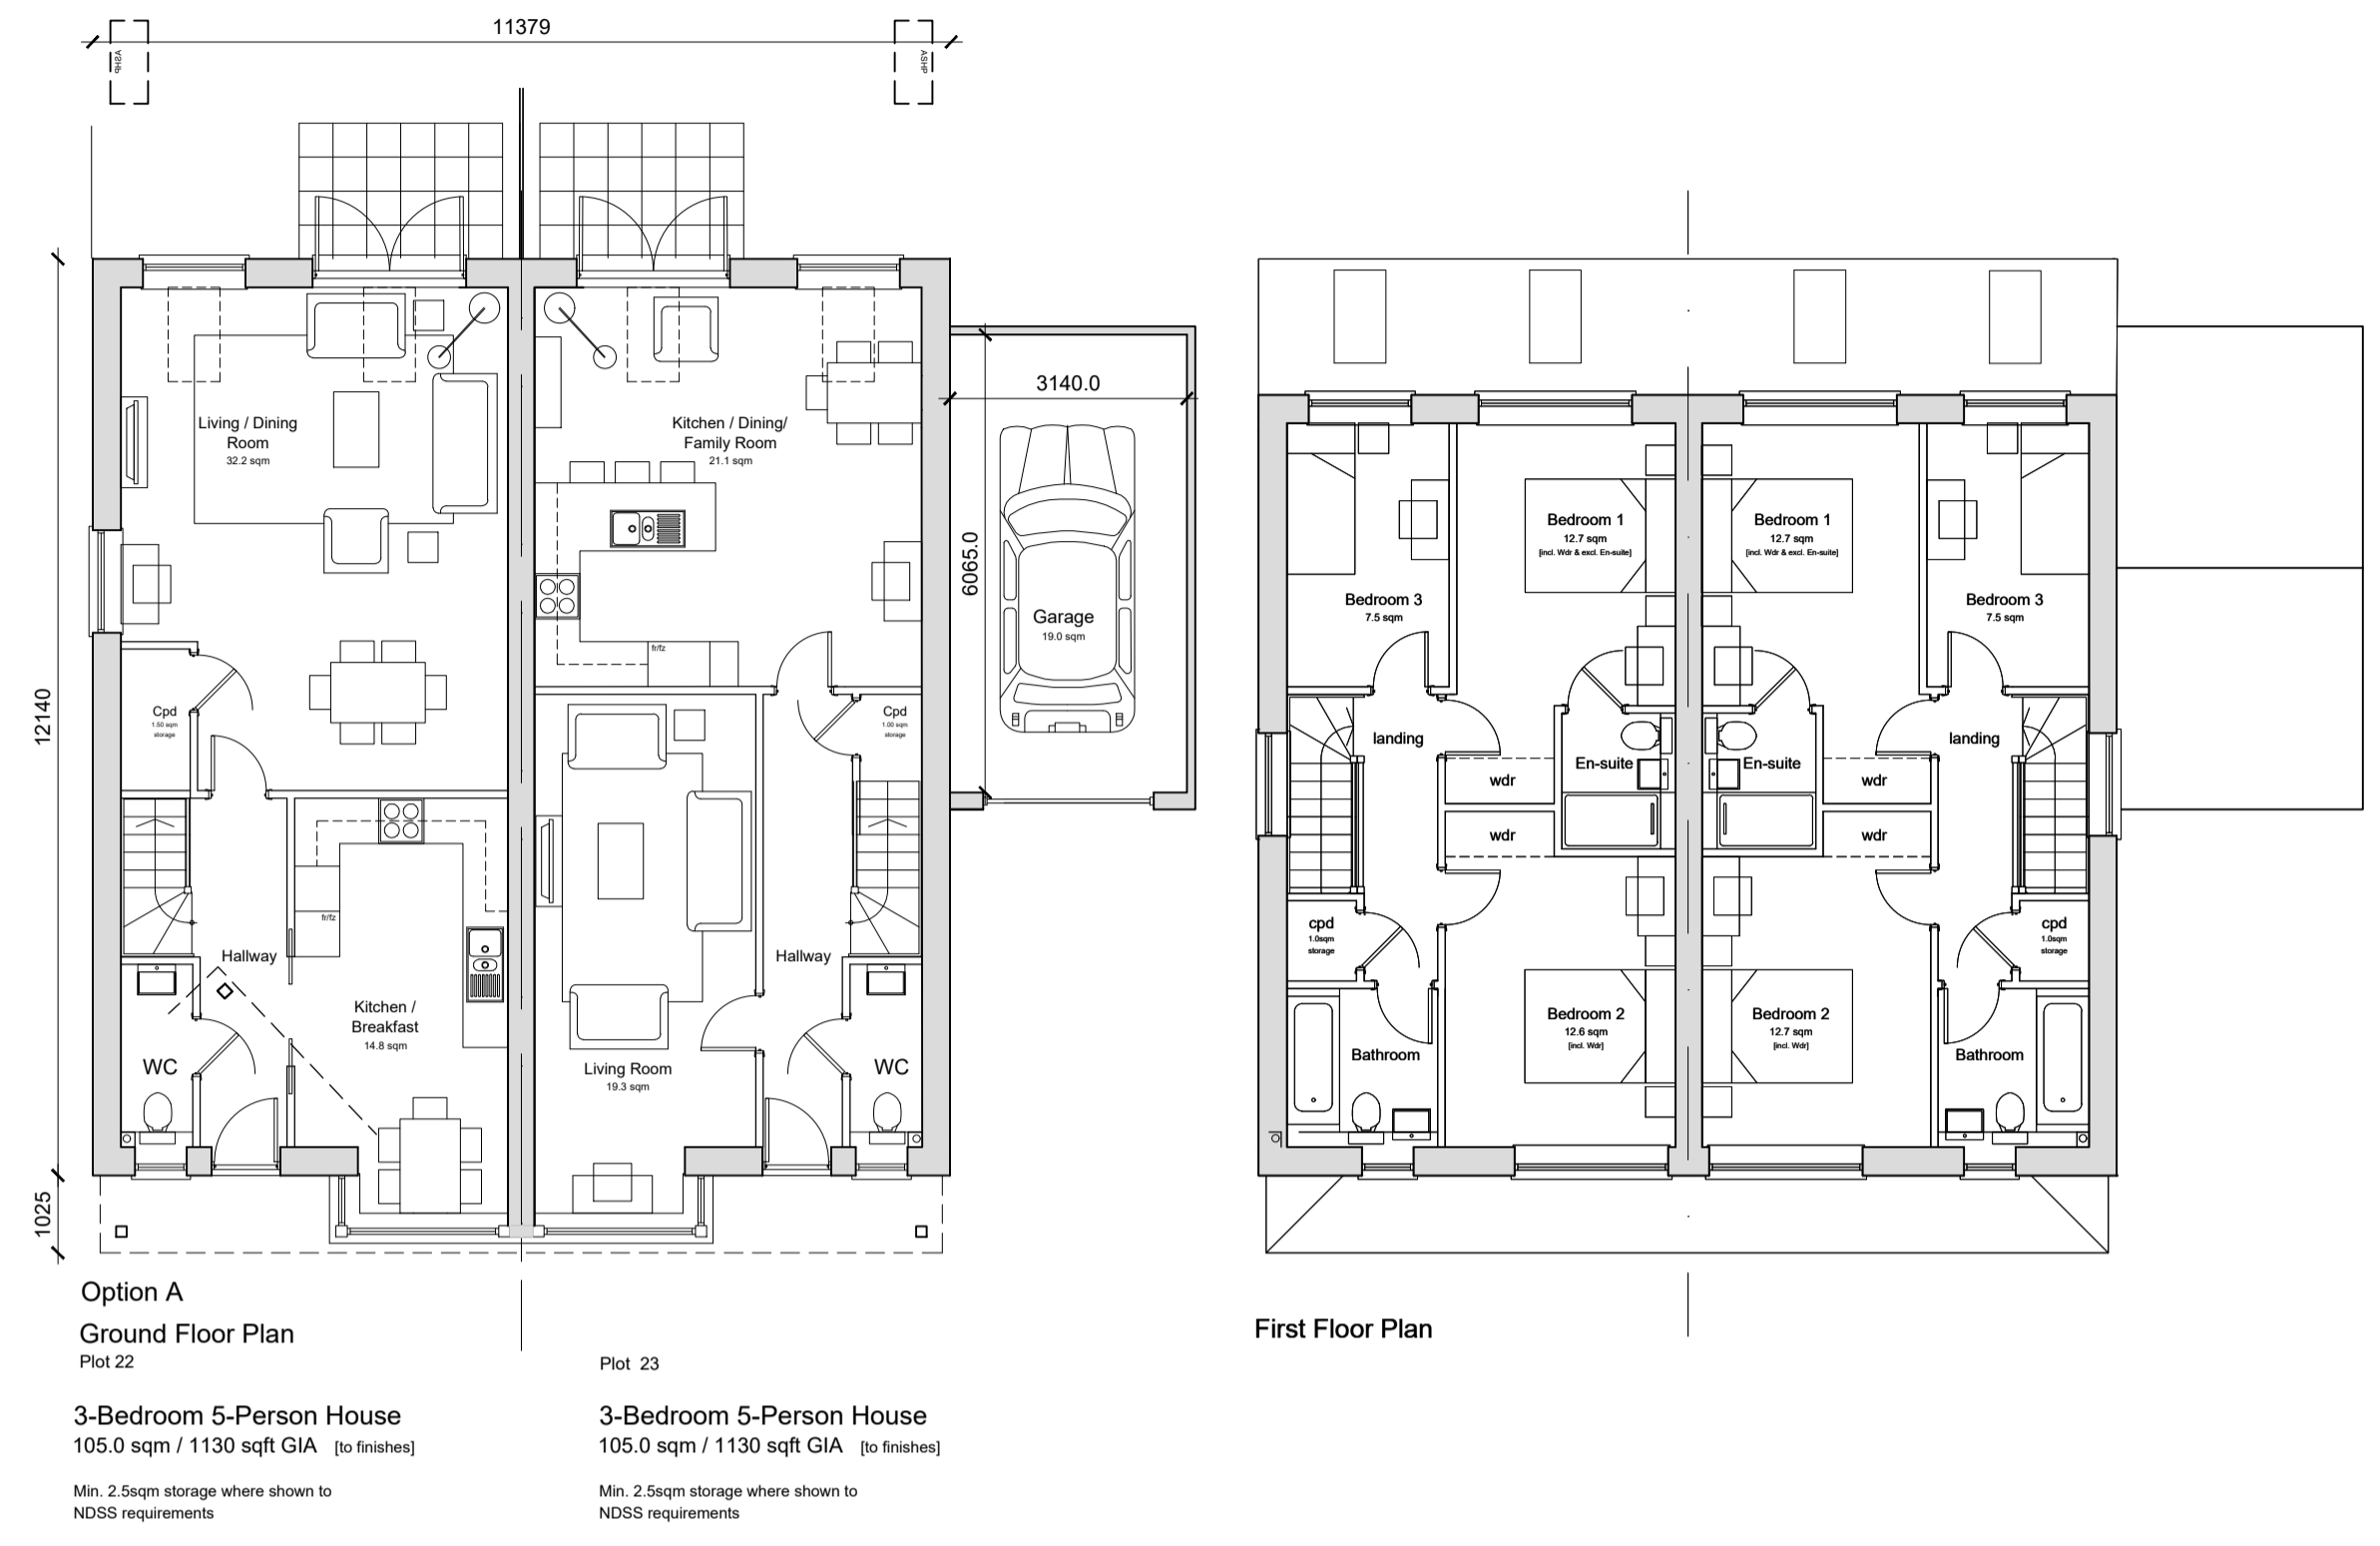 11379
ASHP
ASHP
Living / Dining
Room
32.2 sqm
Kitchen / Dining/
Family Room
21.1 sqm
3140.0
6065.0
Garage
19.0 sqm
fr/fz
12140
Cpd
1.50 sqm
storage
Cpd
1.00 sqm
storage
fr/fz
Hallway
Hallway
Kitchen /
Breakfast
14.8 sqm
WC
Living Room
19.3 sqm
WC
1025
Option A
Ground Floor Plan
Plot 22
Plot 23
3-Bedroom 5-Person House
105.0 sqm / 1130 sqft GIA [to finishes]
Min. 2.5sqm storage where shown to
NDSS requirements
3-Bedroom 5-Person House
105.0 sqm / 1130 sqft GIA [to finishes]
Min. 2.5sqm storage where shown to
NDSS requirements
Bedroom 1
12.7 sqm
[incl. Wdr & excl. En-suite]
Bedroom 1
12.7 sqm
[incl. Wdr & excl. En-suite]
Bedroom 3
7.5 sqm
Bedroom 3
7.5 sqm
landing
landing
En-suite
En-suite
wdr
wdr
wdr
wdr
cpd
1.0sqm
storage
cpd
1.0sqm
storage
Bedroom 2
12.6 sqm
[incl. Wdr]
Bedroom 2
12.7 sqm
[incl. Wdr]
Bathroom
Bathroom
First Floor Plan